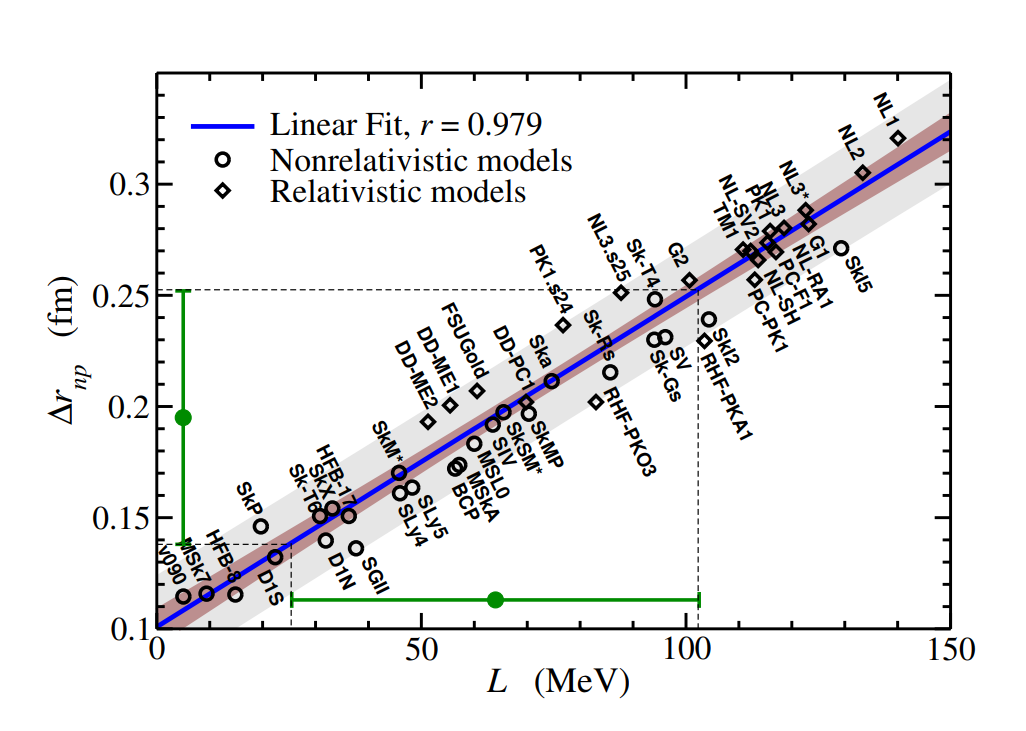 Linear Fit, r = 0.979
Nonrelativistic models
Relativistic models
Δr_np (fm)
0.3
0.25
0.2
0.15
0.1
0
50
100
150
L (MeV)
v090
MSk7
HFB-8
SkP
D1S
Sk-T6
SkX
HFB-17
D1N
SGII
SkM*
SLy4
SLy5
DD-ME2
DD-ME1
FSUGold
BCP
MSkA
MSL0
SIV
SkSM*
SkMP
DD-PC1
Ska
PK1.s24
Sk-Rs
RHF-PKO3
NL3.s25
Sk-T4
G2
Sk-Gs
SV
SkI2
RHF-PKA1
TM1
NL-SV2
PK1
NL3
NL3*
NL-SH
PC-PK1
PC-F1
NL-RA1
G1
SkI5
NL2
NL1